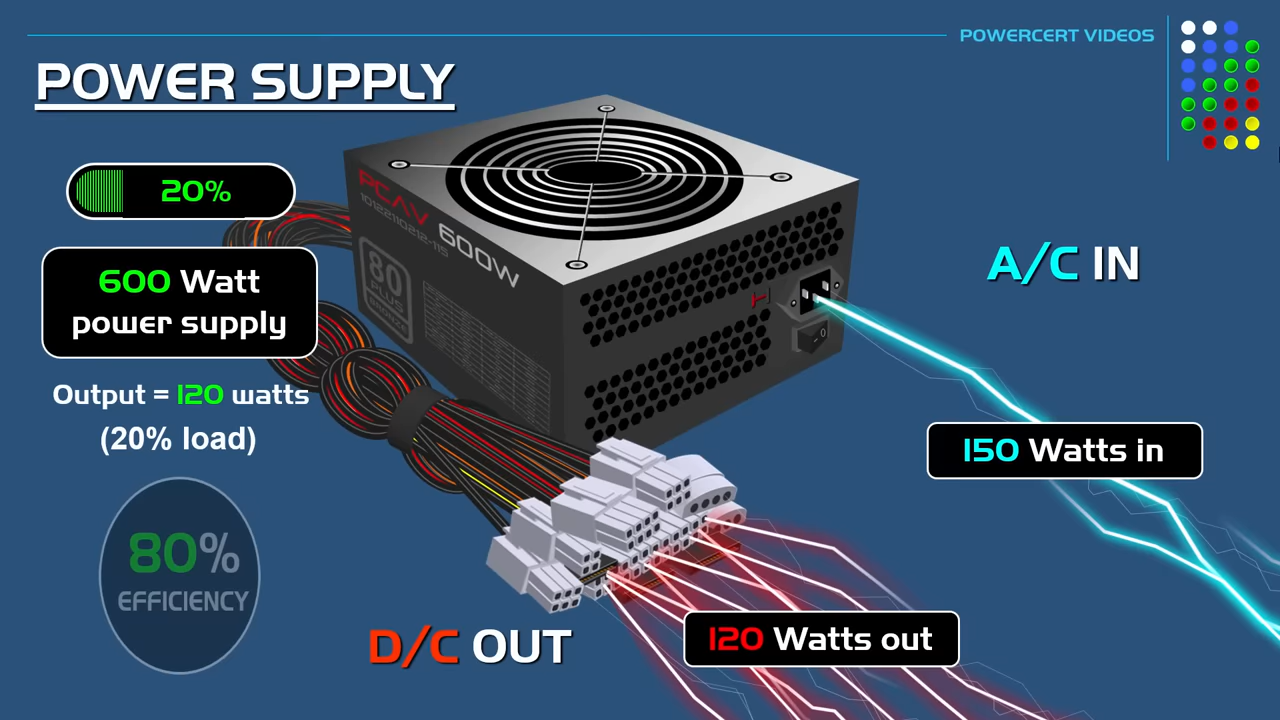 POWERCERT VIDEOS
POWER SUPPLY
20%
PCAV
600W
80
PLUS
BRONZE
600 Watt
power supply
A/C IN
Output = 120 watts
(20% load)
150 Watts in
80%
EFFICIENCY
D/C OUT
120 Watts out